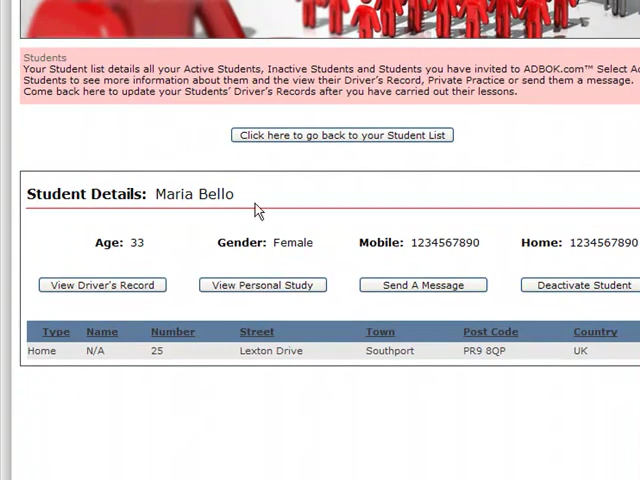 Students
Your Student list details all your Active Students, Inactive Students and Students you have invited to ADBOK.com™ Select
Students to see more information about them and the view their Driver's Record, Private Practice or send them a message.
Come back here to update your Students' Driver's Records after you have carried out their lessons.
Click here to go back to your Student List
Student Details: Maria Bello
Age: 33 Gender: Female Mobile: 1234567890 Home: 1234567890
View Driver's Record View Personal Study Send A Message Deactivate Student
Type Name Number Street Town Post Code Country
Home N/A 25 Lexton Drive Southport PR9 8QP UK